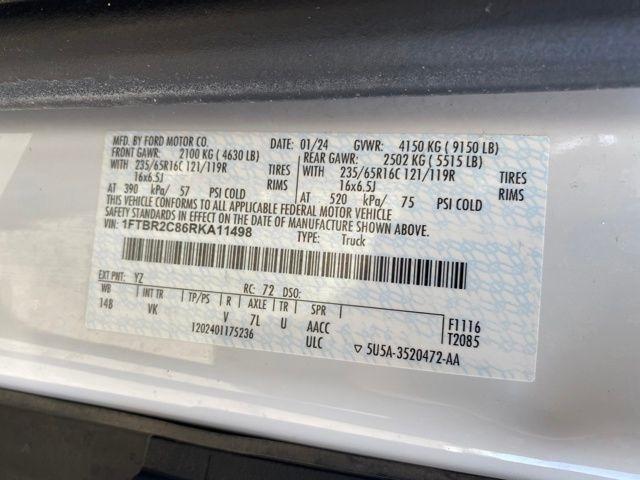 MFD. BY FORD MOTOR CO. DATE: 01/24 GVWR: 4150 KG ( 9150 LB)
FRONT GAWR: 2100 KG ( 4630 LB) REAR GAWR: 2502 KG ( 5515 LB)
WITH 235/65R16C 121/119R TIRES WITH 235/65R16C 121/119R TIRES
16x6.5J RIMS 16x6.5J RIMS
AT 390 kPa/ 57 PSI COLD AT 520 kPa/ 75 PSI COLD
THIS VEHICLE CONFORMS TO ALL APPLICABLE FEDERAL MOTOR VEHICLE
SAFETY STANDARDS IN EFFECT ON THE DATE OF MANUFACTURE SHOWN ABOVE.
VIN: 1FTBR2C86RKA11498 TYPE: Truck
EXT PNT: YZ RC: 72 DSO:
WB INT TR TP/PS R AXLE TR SPR
148 VK V 7L U AACC F1116
1202401175236 ULC T2085
▽ 5U5A-3520472-AA